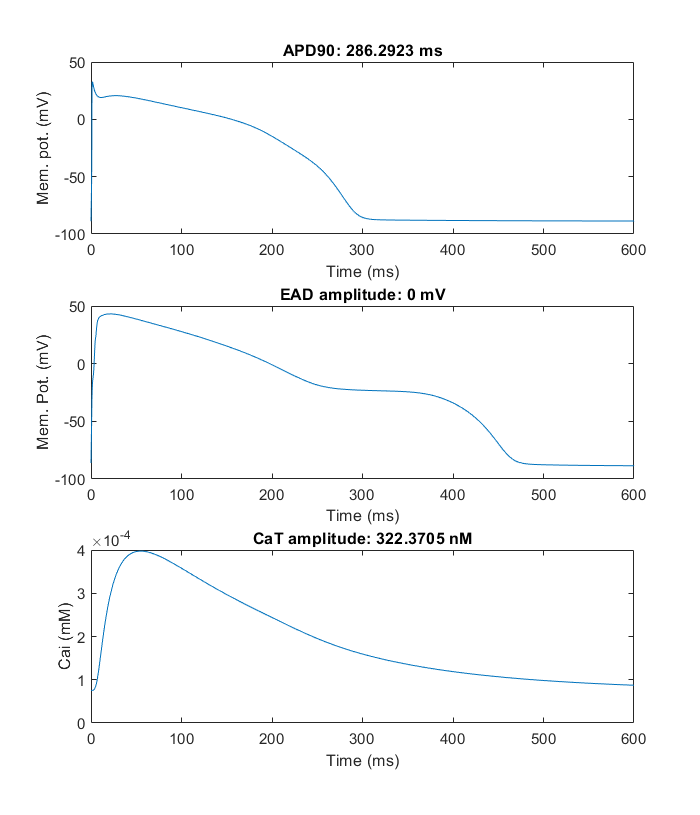 APD90: 286.2923 ms
50
0
-50
-100
Mem. pot. (mV)
0 100 200 300 400 500 600
Time (ms)
EAD amplitude: 0 mV
50
0
-50
-100
Mem. Pot. (mV)
0 100 200 300 400 500 600
Time (ms)
CaT amplitude: 322.3705 nM
×10⁻⁴
4
3
2
1
0
Cai (mM)
0 100 200 300 400 500 600
Time (ms)